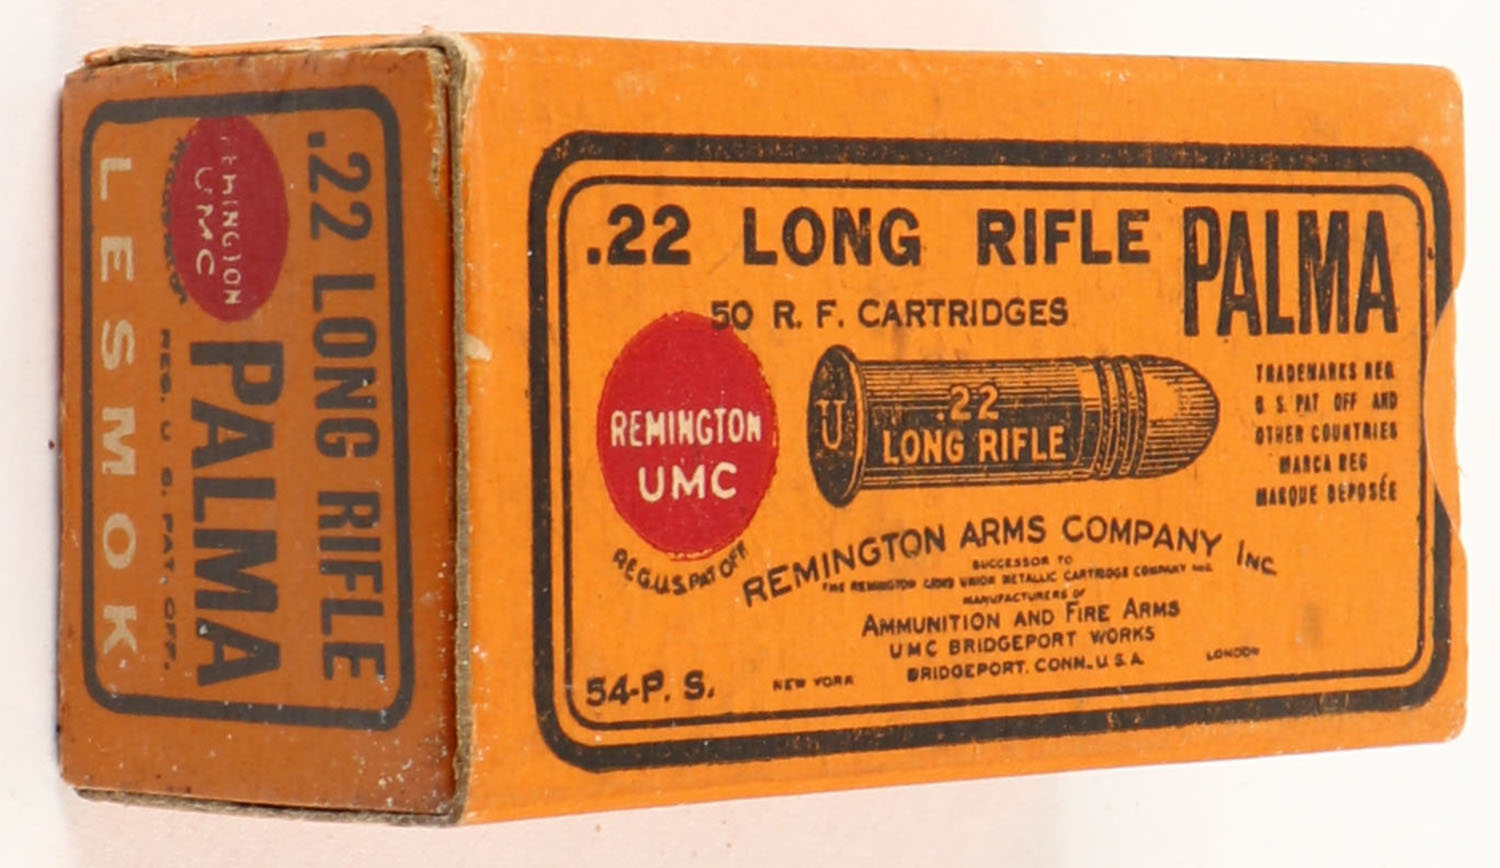 .22 LONG RIFLE
REMINGTON
UMC
PALMA
REG. U S. PAT. OFF.
LESMOK
.22 LONG RIFLE PALMA
50 R. F. CARTRIDGES
REMINGTON
UMC
REG.U.S.PAT OFF.
U
.22
LONG RIFLE
TRADEMARKS REG.
U. S. PAT OFF AND
OTHER COUNTRIES
MARCA REG
MARQUE DEPOSÉE
REMINGTON ARMS COMPANY INC.
SUCCESSOR TO
THE REMINGTON ARMS UNION METALLIC CARTRIDGE COMPANY INC.
MANUFACTURERS OF
AMMUNITION AND FIRE ARMS
UMC BRIDGEPORT WORKS
BRIDGEPORT. CONN., U.S.A.
54-P. S.
NEW YORK
LONDON